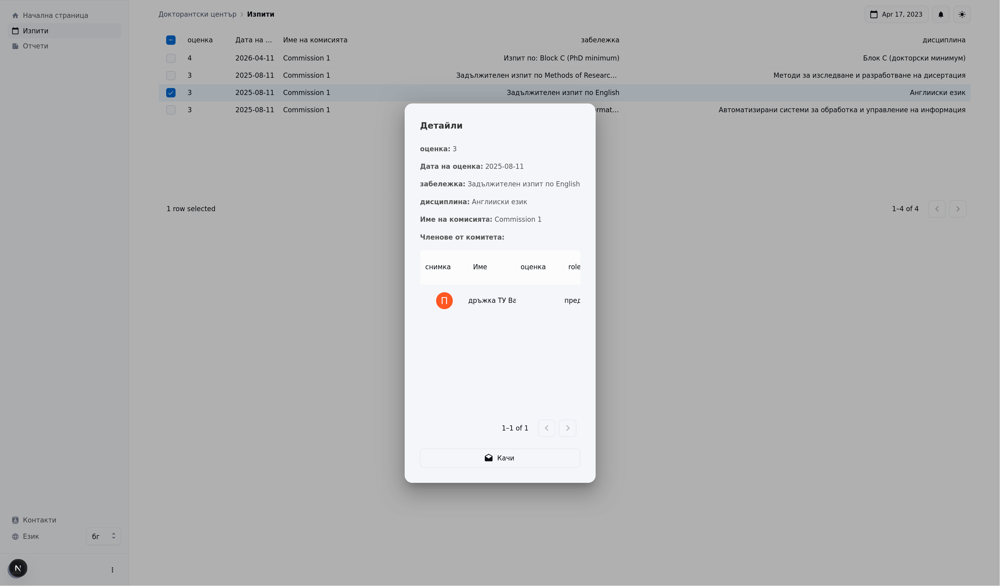 Начална страница
Изпити
Отчети
Докторантски център > Изпити
Apr 17, 2023
оценка Дата на ... Име на комисията забележка дисциплина
4 2026-04-11 Commission 1 Изпит по: Block C (PhD minimum) Блок C (докторски минимум)
3 2025-08-11 Commission 1 Задължителен изпит по Methods of Researc... Методи за изследване и разработване на дисертация
3 2025-08-11 Commission 1 Задължителен изпит по English Англииски език
3 2025-08-11 Commission 1 rmat... Автоматизирани системи за обработка и управление на информация
1 row selected
1–4 of 4
Детайли
оценка: 3
Дата на оценка: 2025-08-11
забележка: Задължителен изпит по English
дисциплина: Англииски език
Име на комисията: Commission 1
Членове от комитета:
снимка Име оценка role
П дръжка ТУ Ва пред
1–1 of 1
Качи
Контакти
Език бг
N